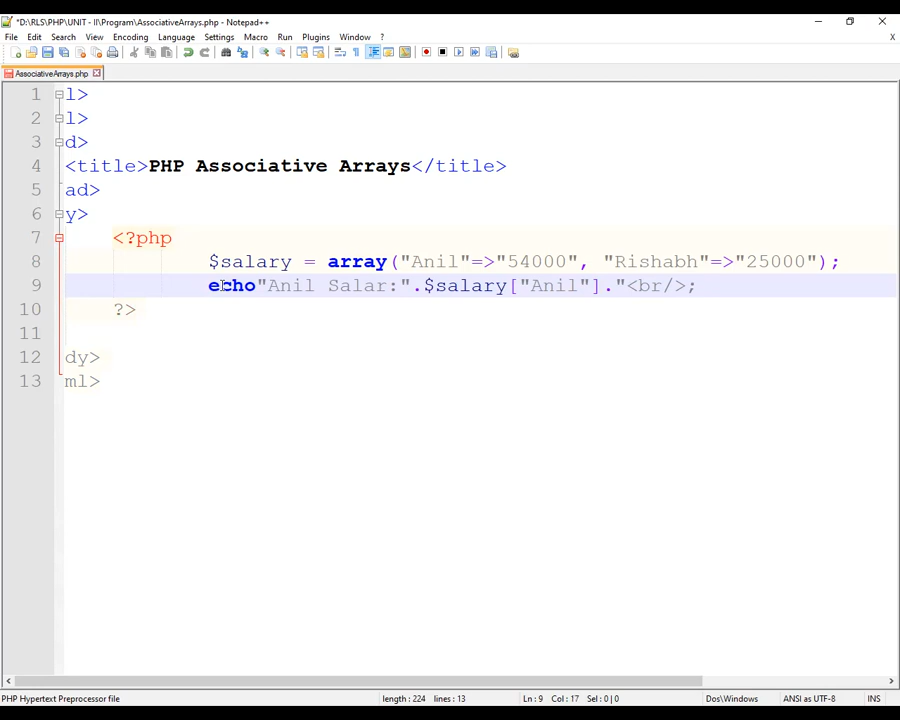 *D:\RLS\PHP\UNIT - II\Program\AssociativeArrays.php - Notepad++
File Edit Search View Encoding Language Settings Macro Run Plugins Window ? X
AssociativeArrays.php
1 l>
2 l>
3 d>
4 <title>PHP Associative Arrays</title>
5 ad>
6 y>
7 <?php
8 $salary = array("Anil"=>"54000", "Rishabh"=>"25000");
9 echo"Anil Salar:".$salary["Anil"]."<br/>;
10 ?>
11
12 dy>
13 ml>
PHP Hypertext Preprocessor file length : 224 lines : 13 Ln : 9 Col : 17 Sel : 0 | 0 Dos\Windows ANSI as UTF-8 INS